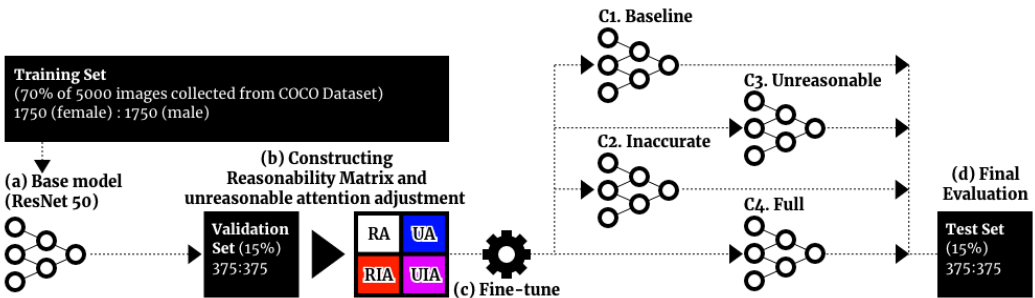 Training Set
(70% of 5000 images collected from COCO Dataset)
1750 (female) : 1750 (male)
(a) Base model
(ResNet 50)
Validation
Set (15%)
375:375
(b) Constructing
Reasonability Matrix and
unreasonable attention adjustment
RA
UA
RIA
UIA
(c) Fine-tune
C1. Baseline
C3. Unreasonable
C2. Inaccurate
C4. Full
(d) Final
Evaluation
Test Set
(15%)
375:375